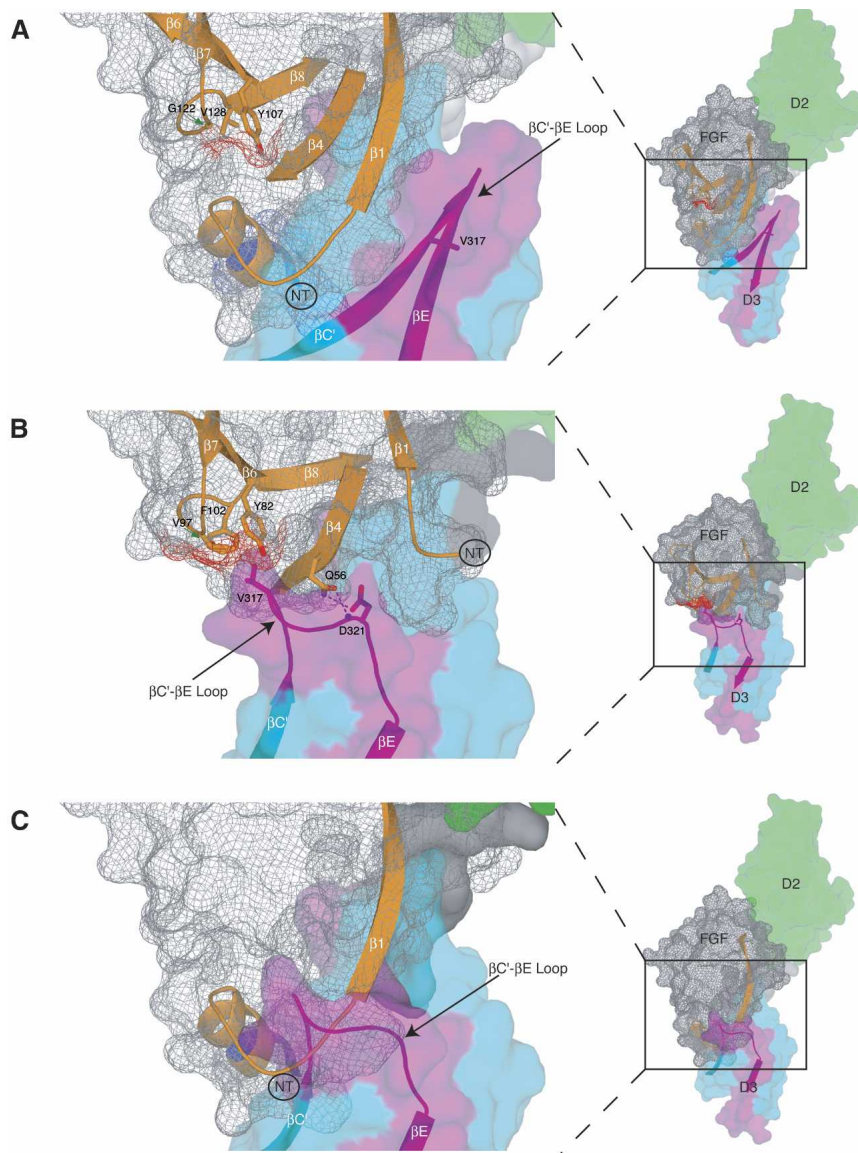 A
β6
β7
β8
G122
V128
Y107
β4
β1
βC'-βE Loop
V317
NT
βC'
βE
FGF
D2
D3
B
β7
β1
β6
β8
Y82
F102
V97
β4
NT
Q56
V317
D321
βC'-βE Loop
βC'
βE
D2
FGF
D3
C
β1
βC'-βE Loop
NT
βC'
βE
D2
FGF
D3